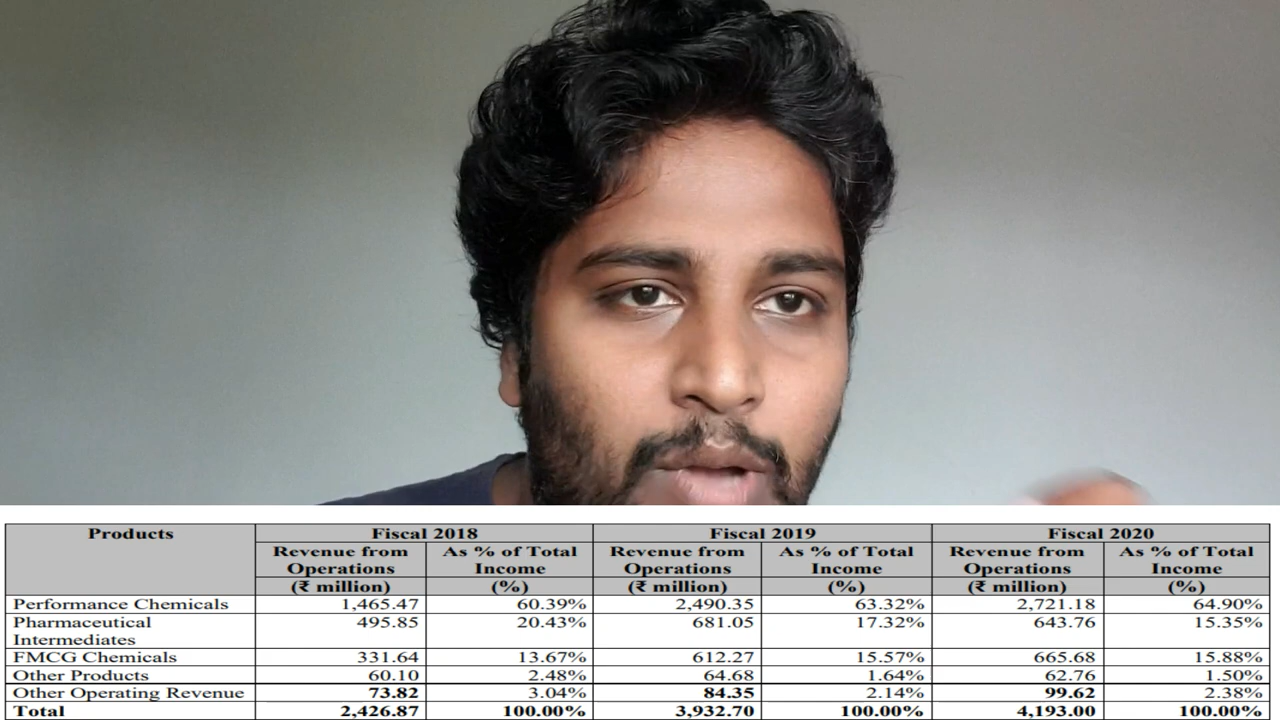 Products Fiscal 2018 Fiscal 2019 Fiscal 2020
Revenue from Operations As % of Total Income Revenue from Operations As % of Total Income Revenue from Operations As % of Total Income
(₹ million) (%) (₹ million) (%) (₹ million) (%)
Performance Chemicals 1,465.47 60.39% 2,490.35 63.32% 2,721.18 64.90%
Pharmaceutical Intermediates 495.85 20.43% 681.05 17.32% 643.76 15.35%
FMCG Chemicals 331.64 13.67% 612.27 15.57% 665.68 15.88%
Other Products 60.10 2.48% 64.68 1.64% 62.76 1.50%
Other Operating Revenue 73.82 3.04% 84.35 2.14% 99.62 2.38%
Total 2,426.87 100.00% 3,932.70 100.00% 4,193.00 100.00%